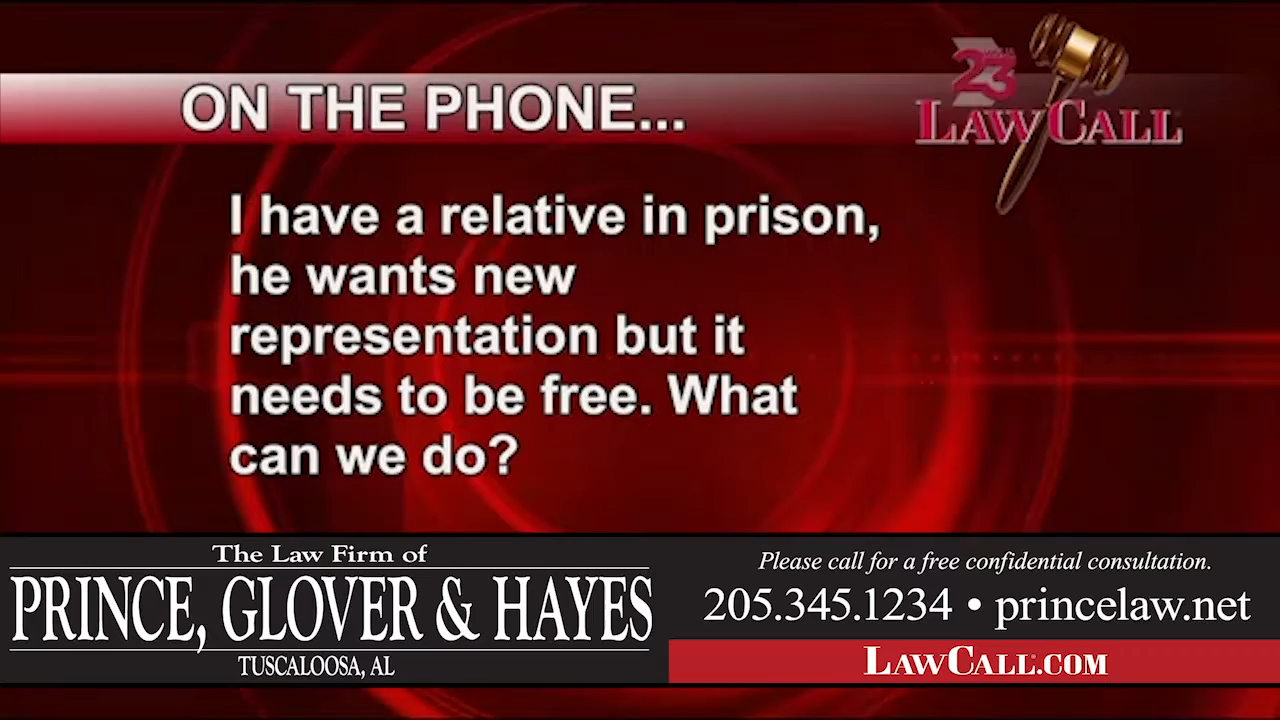 ON THE PHONE...
23
LAWCALL
I have a relative in prison,
he wants new
representation but it
needs to be free. What
can we do?
The Law Firm of
PRINCE, GLOVER & HAYES
TUSCALOOSA, AL
Please call for a free confidential consultation.
205.345.1234 • princelaw.net
LAWCALL.COM